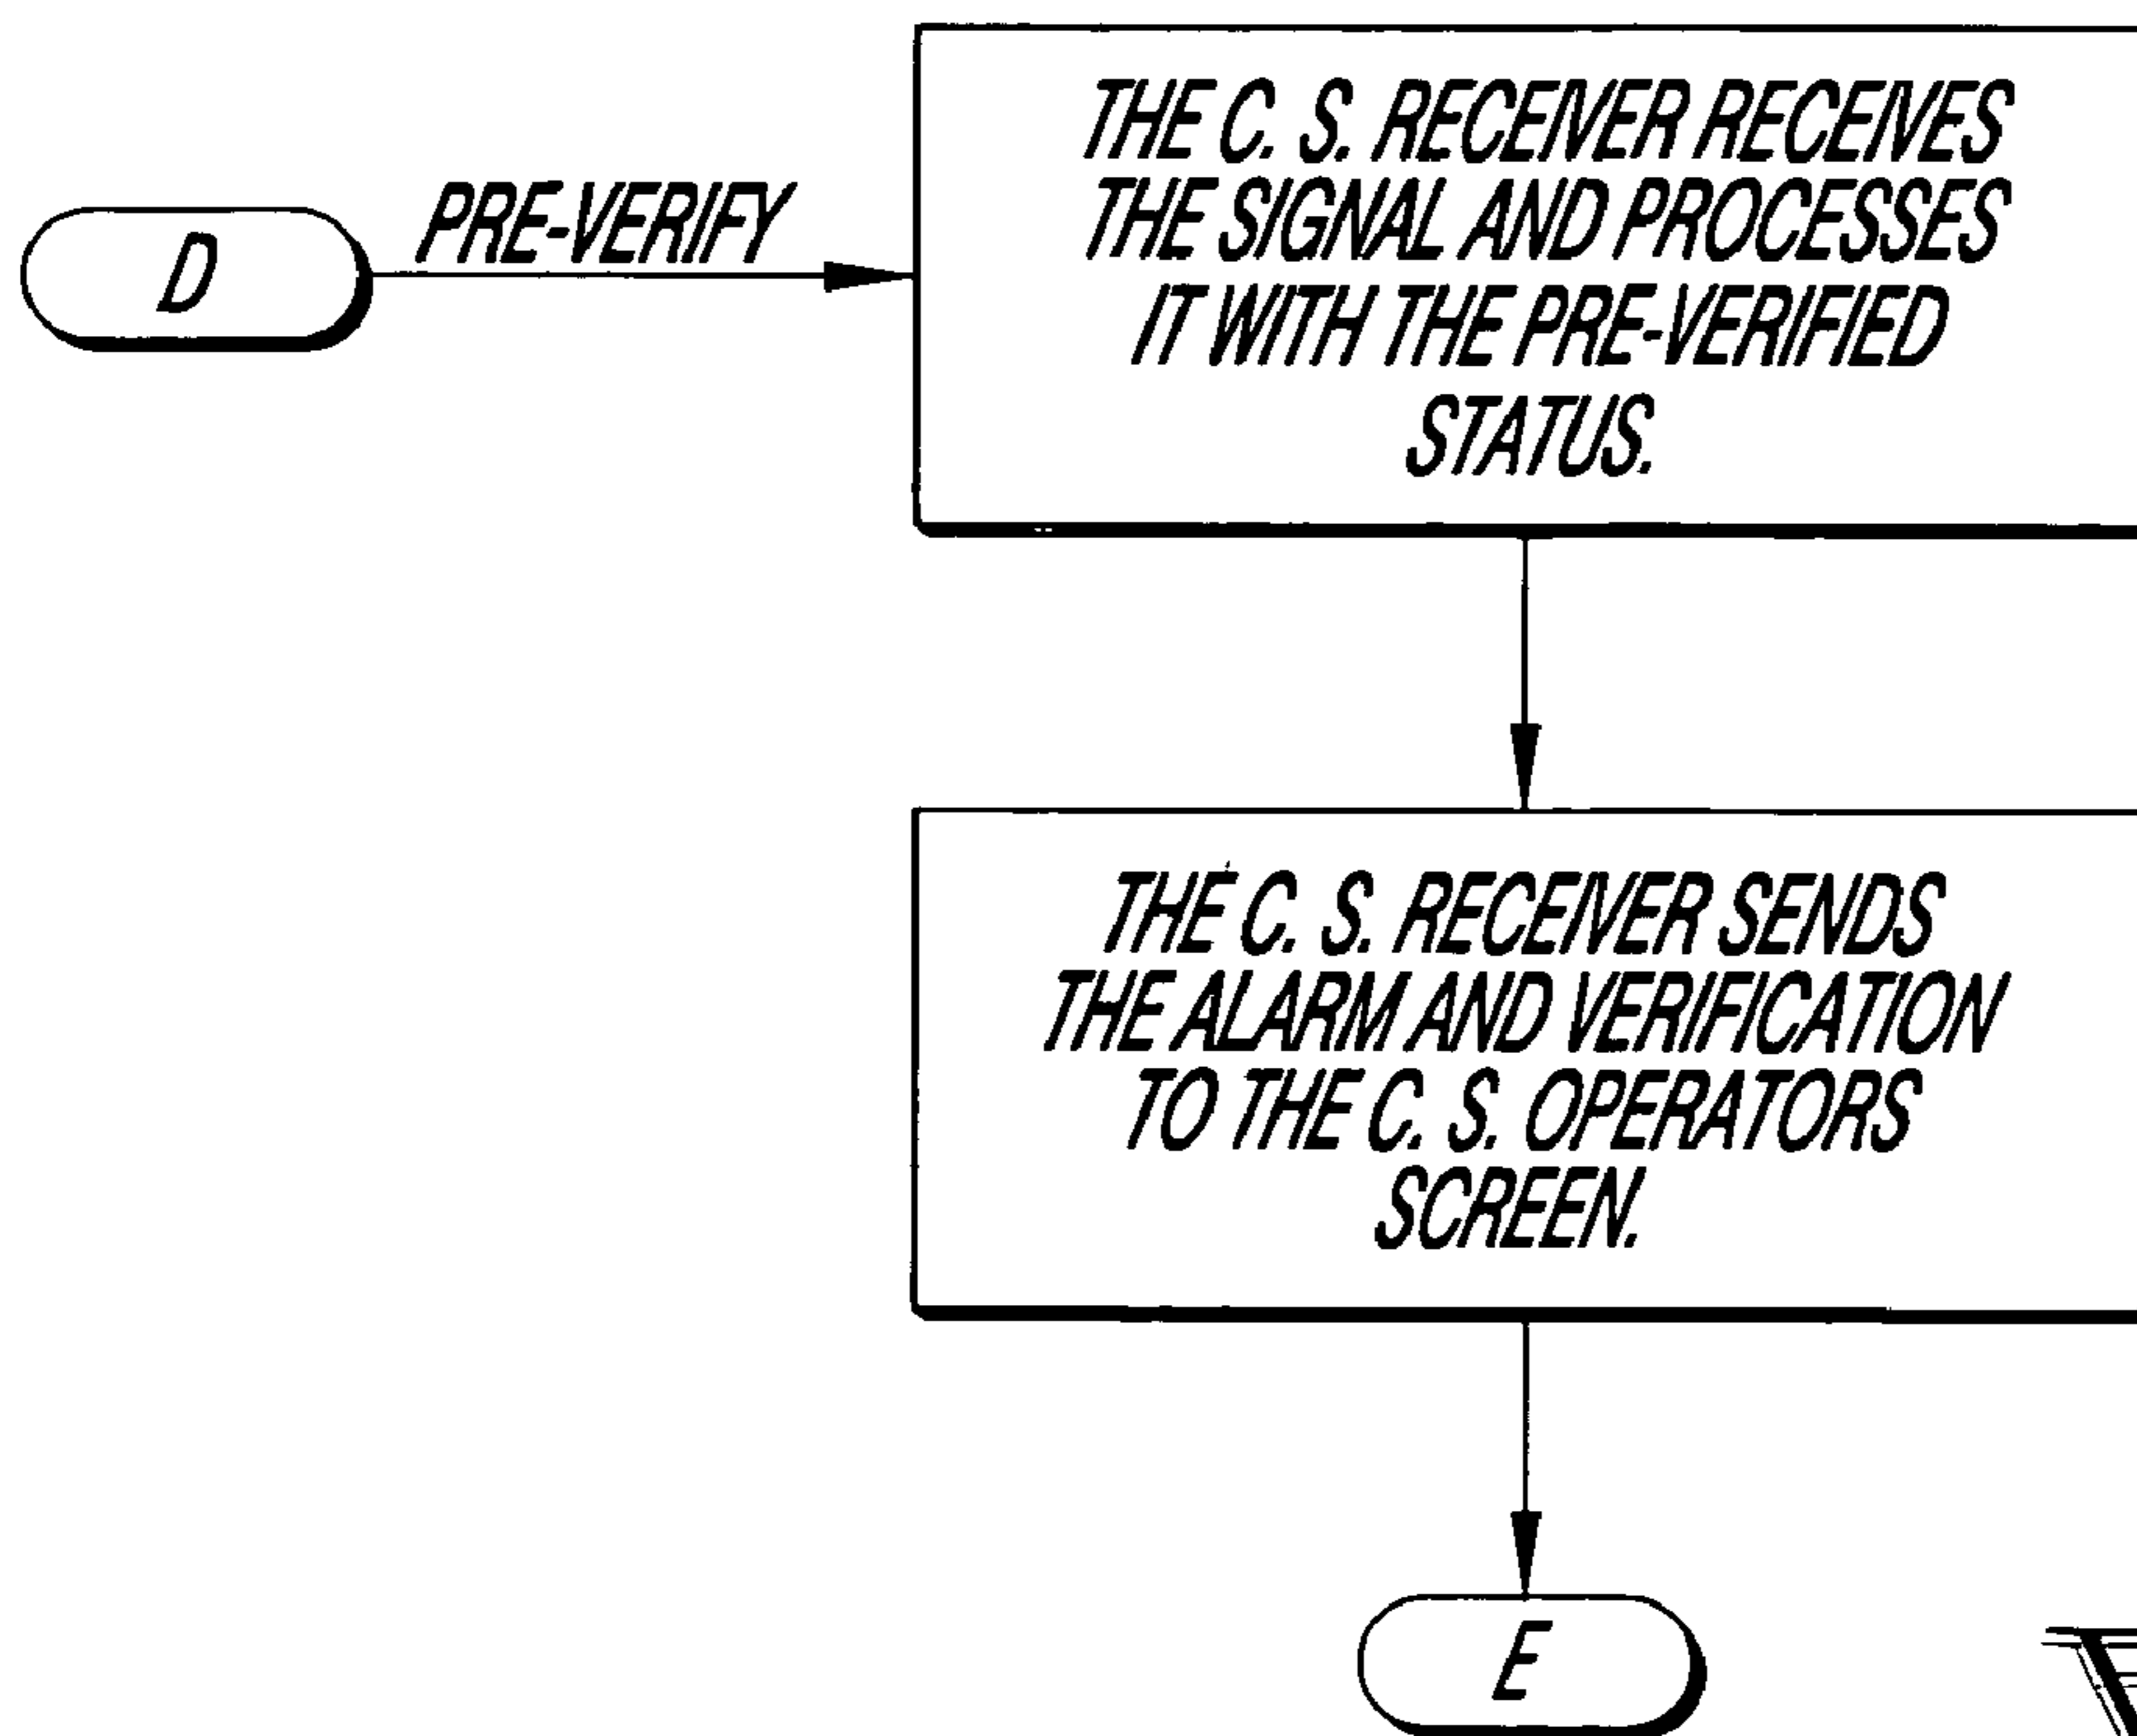 D
PRE-VERIFY
THE C. S. RECEIVER RECEIVES
THE SIGNAL AND PROCESSES
IT WITH THE PRE-VERIFIED
STATUS.
THE C. S. RECEIVER SENDS
THE ALARM AND VERIFICATION
TO THE C. S. OPERATORS
SCREEN.
E